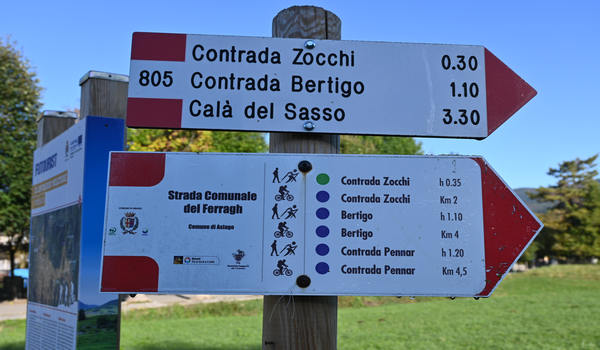 Contrada Zocchi 0.30
805 Contrada Bertigo 1.10
Calà del Sasso 3.30
Strada Comunale
del Ferragh
Comune di Asiago
Contrada Zocchi h 0.35
Contrada Zocchi Km 2
Bertigo h 1.10
Bertigo Km 4
Contrada Pennar h 1.20
Contrada Pennar Km 4,5